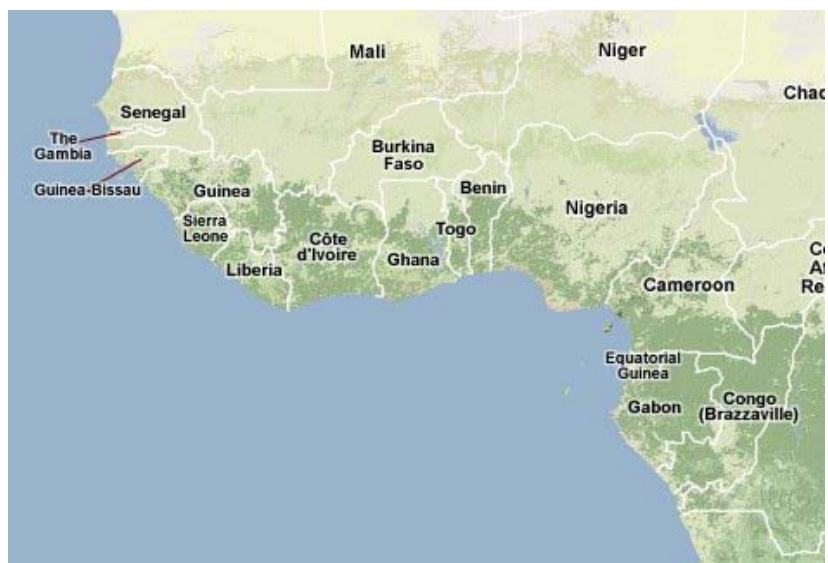 Mali
Niger
Chad
Senegal
The
Gambia
Guinea-Bissau
Guinea
Burkina
Faso
Benin
Nigeria
Sierra
Leone
Côte
d'Ivoire
Togo
Ghana
Liberia
Cameroon
Equatorial
Guinea
Gabon
Congo
(Brazzaville)